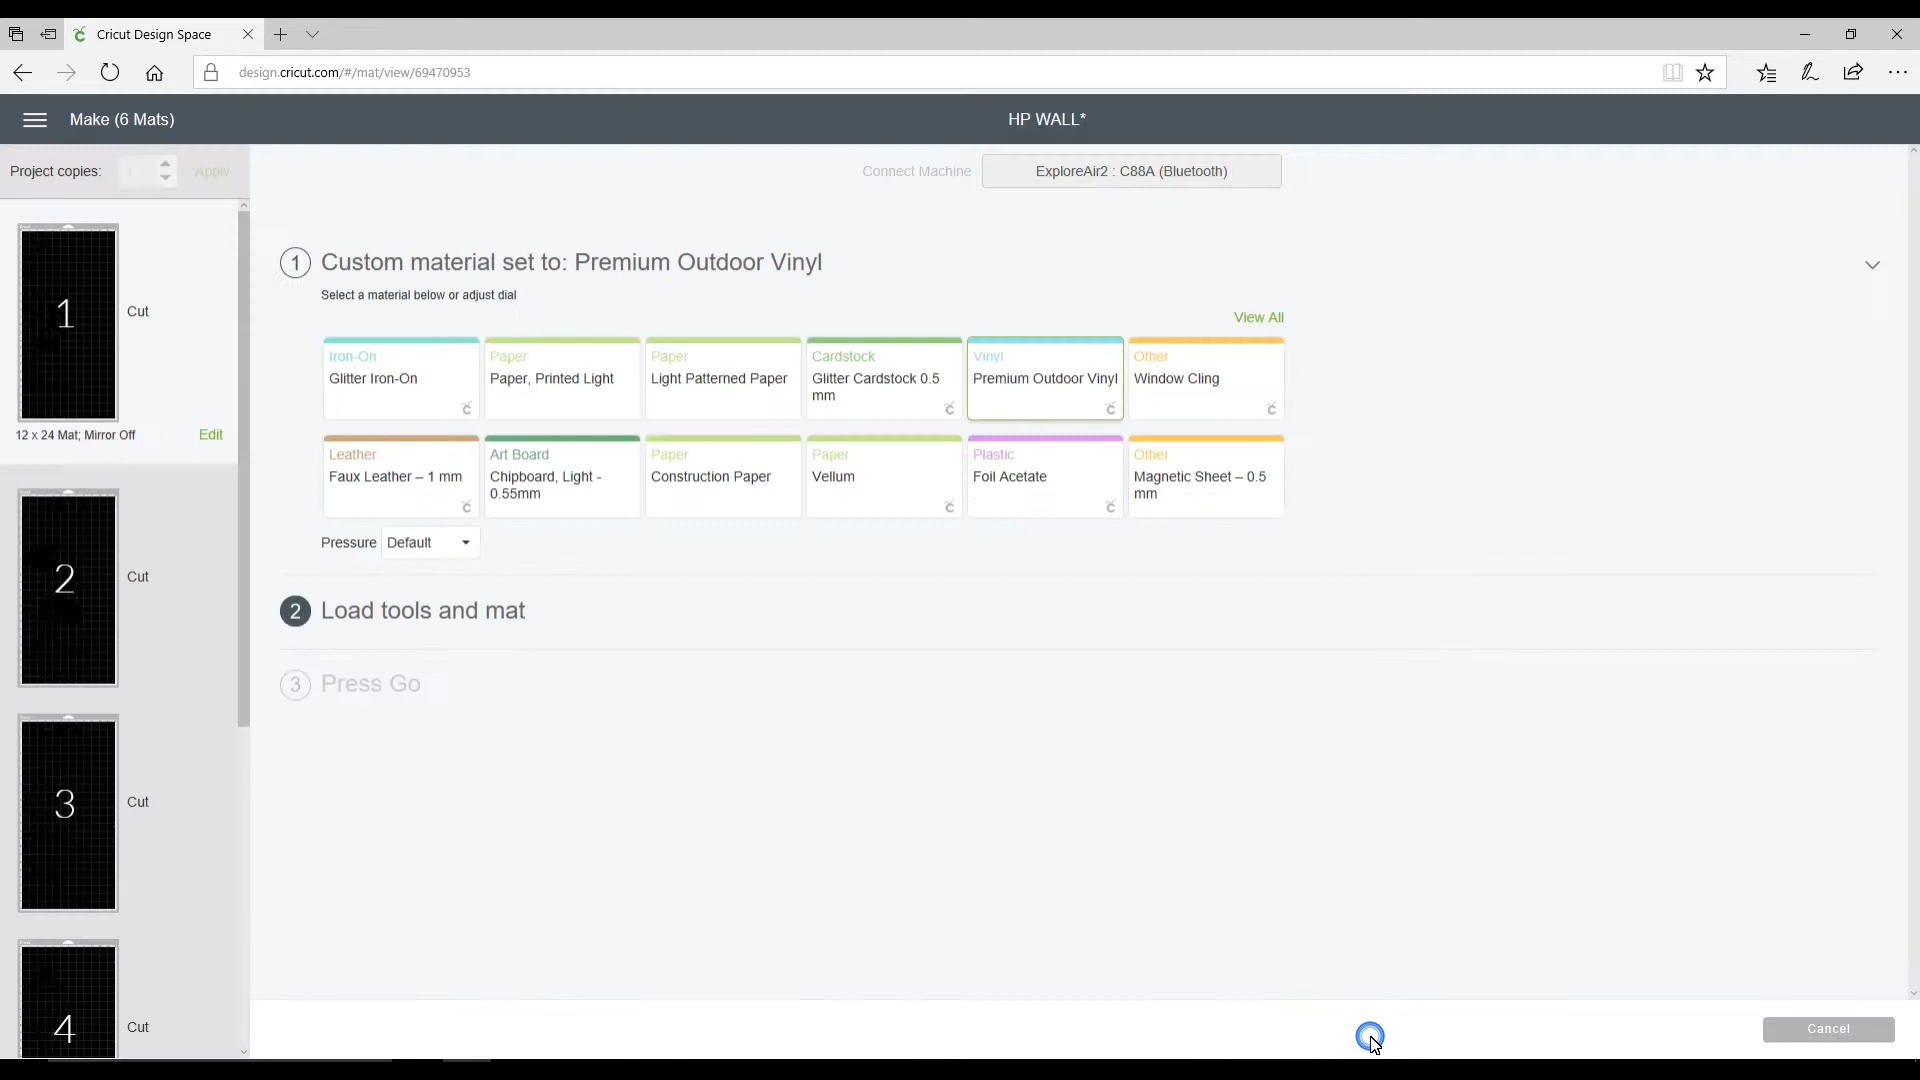 Cricut Design Space
design.cricut.com/#/mat/view/69470953
Make (6 Mats)
HP WALL*
Project copies:
1
Apply
Connect Machine
ExploreAir2 : C88A (Bluetooth)
1
Cut
12 x 24 Mat; Mirror Off
Edit
2
Cut
3
Cut
4
Cut
1 Custom material set to: Premium Outdoor Vinyl
Select a material below or adjust dial
View All
Iron-On
Glitter Iron-On
Paper
Paper, Printed Light
Paper
Light Patterned Paper
Cardstock
Glitter Cardstock 0.5
mm
Vinyl
Premium Outdoor Vinyl
Other
Window Cling
Leather
Faux Leather – 1 mm
Art Board
Chipboard, Light -
0.55mm
Paper
Construction Paper
Paper
Vellum
Plastic
Foil Acetate
Other
Magnetic Sheet – 0.5
mm
Pressure Default
2 Load tools and mat
3 Press Go
Cancel